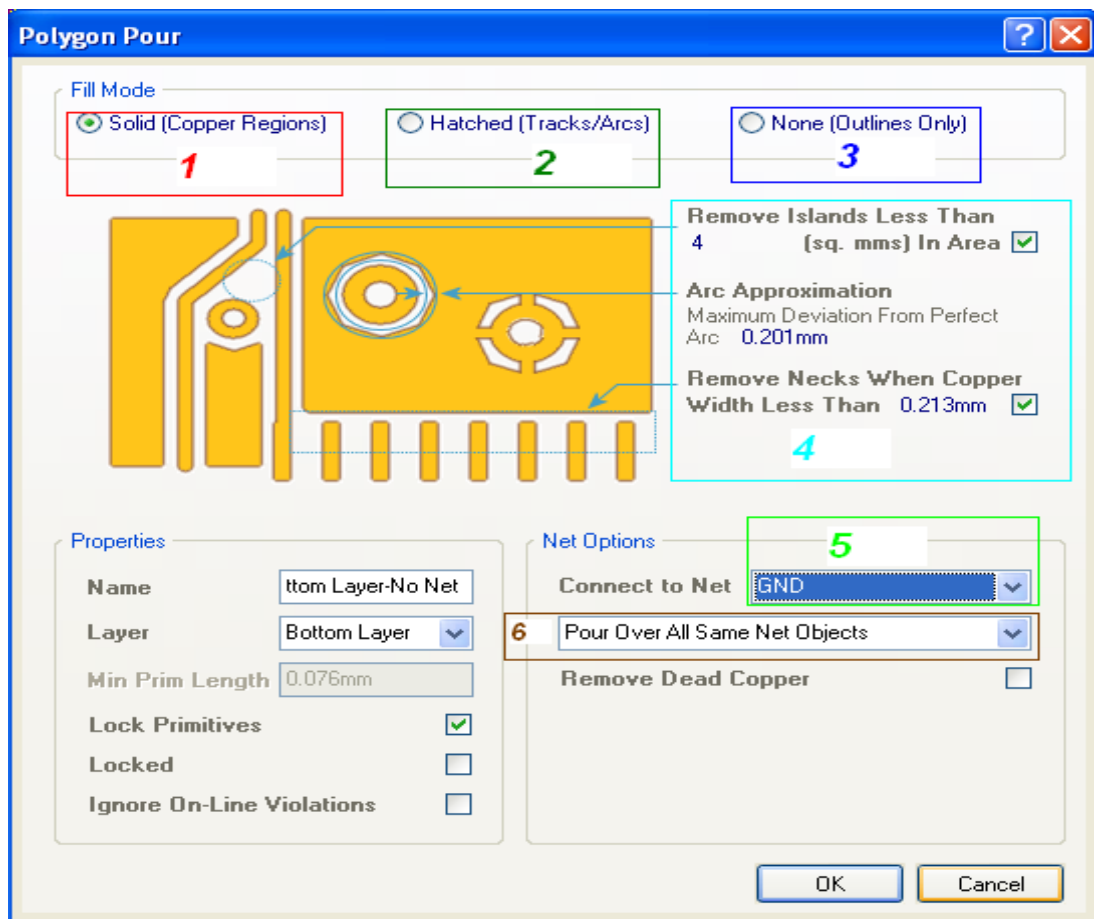 Polygon Pour
Fill Mode
Solid (Copper Regions)
Hatched (Tracks/Arcs)
None (Outlines Only)
1
2
3
Remove Islands Less Than
4 (sq. mms) In Area
Arc Approximation
Maximum Deviation From Perfect
Arc 0.201mm
Remove Necks When Copper
Width Less Than 0.213mm
4
Properties
Name ttom Layer-No Net
Layer Bottom Layer
Min Prim Length 0.076mm
Lock Primitives
Locked
Ignore On-Line Violations
Net Options
5
Connect to Net GND
6 Pour Over All Same Net Objects
Remove Dead Copper
OK
Cancel